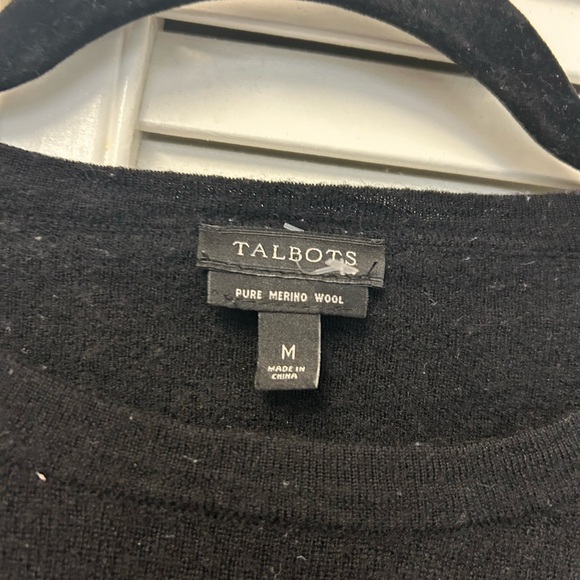 TALBOTS
PURE MERINO WOOL
M
MADE IN
CHINA